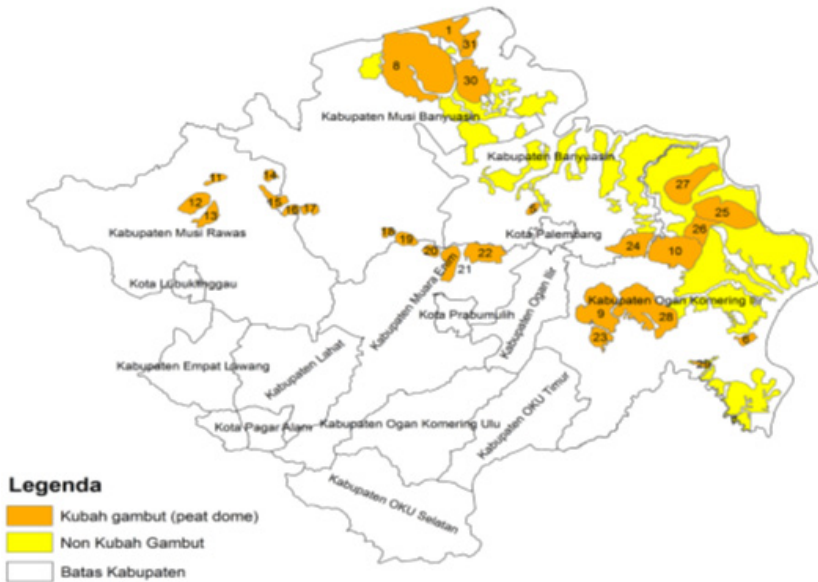 1
31
8
30
Kabupaten Musi Banyuasin
Kabupaten Banyuasin
11
14
27
12
15
16 17
13
5
25
Kabupaten Musi Rawas
18
19
Kota Palembang
26
20
22
24
10
21
Kota Lubuklinggau
Kabupaten Muara Enim
Kabupaten Ogan Ilir
Kabupaten Ogan Komering Ilir
Kota Prabumulih
9
28
23
6
Kabupaten Empat Lawang
Kabupaten Lahat
29
Kabupaten OKU Timur
Kota Pagar Alam
Kabupaten Ogan Komering Ulu
Kabupaten OKU Selatan
Legenda
Kubah gambut (peat dome)
Non Kubah Gambut
Batas Kabupaten